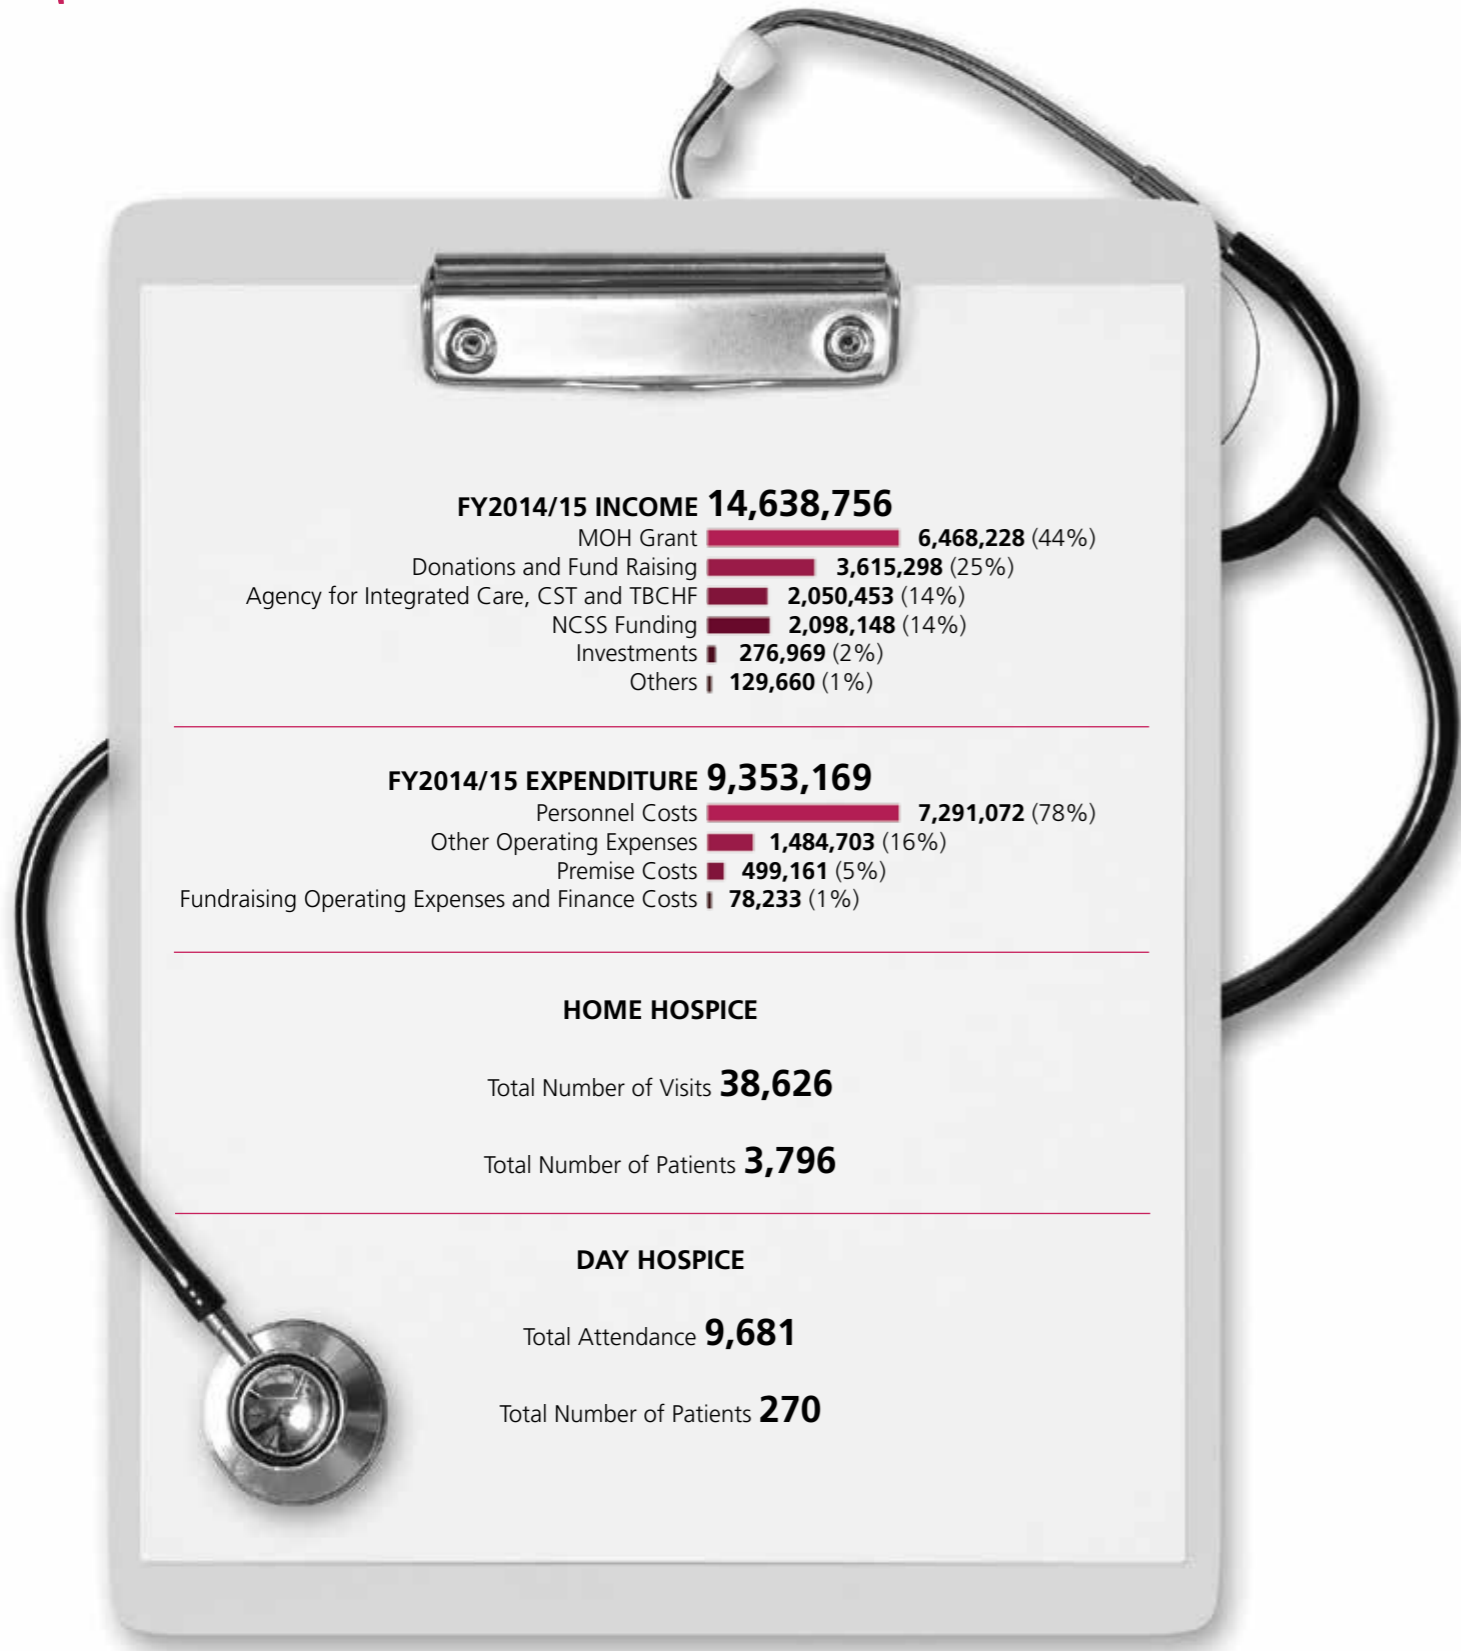 FY2014/15 INCOME 14,638,756
MOH Grant 6,468,228 (44%)
Donations and Fund Raising 3,615,298 (25%)
Agency for Integrated Care, CST and TBCHF 2,050,453 (14%)
NCSS Funding 2,098,148 (14%)
Investments 276,969 (2%)
Others 129,660 (1%)
FY2014/15 EXPENDITURE 9,353,169
Personnel Costs 7,291,072 (78%)
Other Operating Expenses 1,484,703 (16%)
Premise Costs 499,161 (5%)
Fundraising Operating Expenses and Finance Costs 78,233 (1%)
HOME HOSPICE
Total Number of Visits 38,626
Total Number of Patients 3,796
DAY HOSPICE
Total Attendance 9,681
Total Number of Patients 270